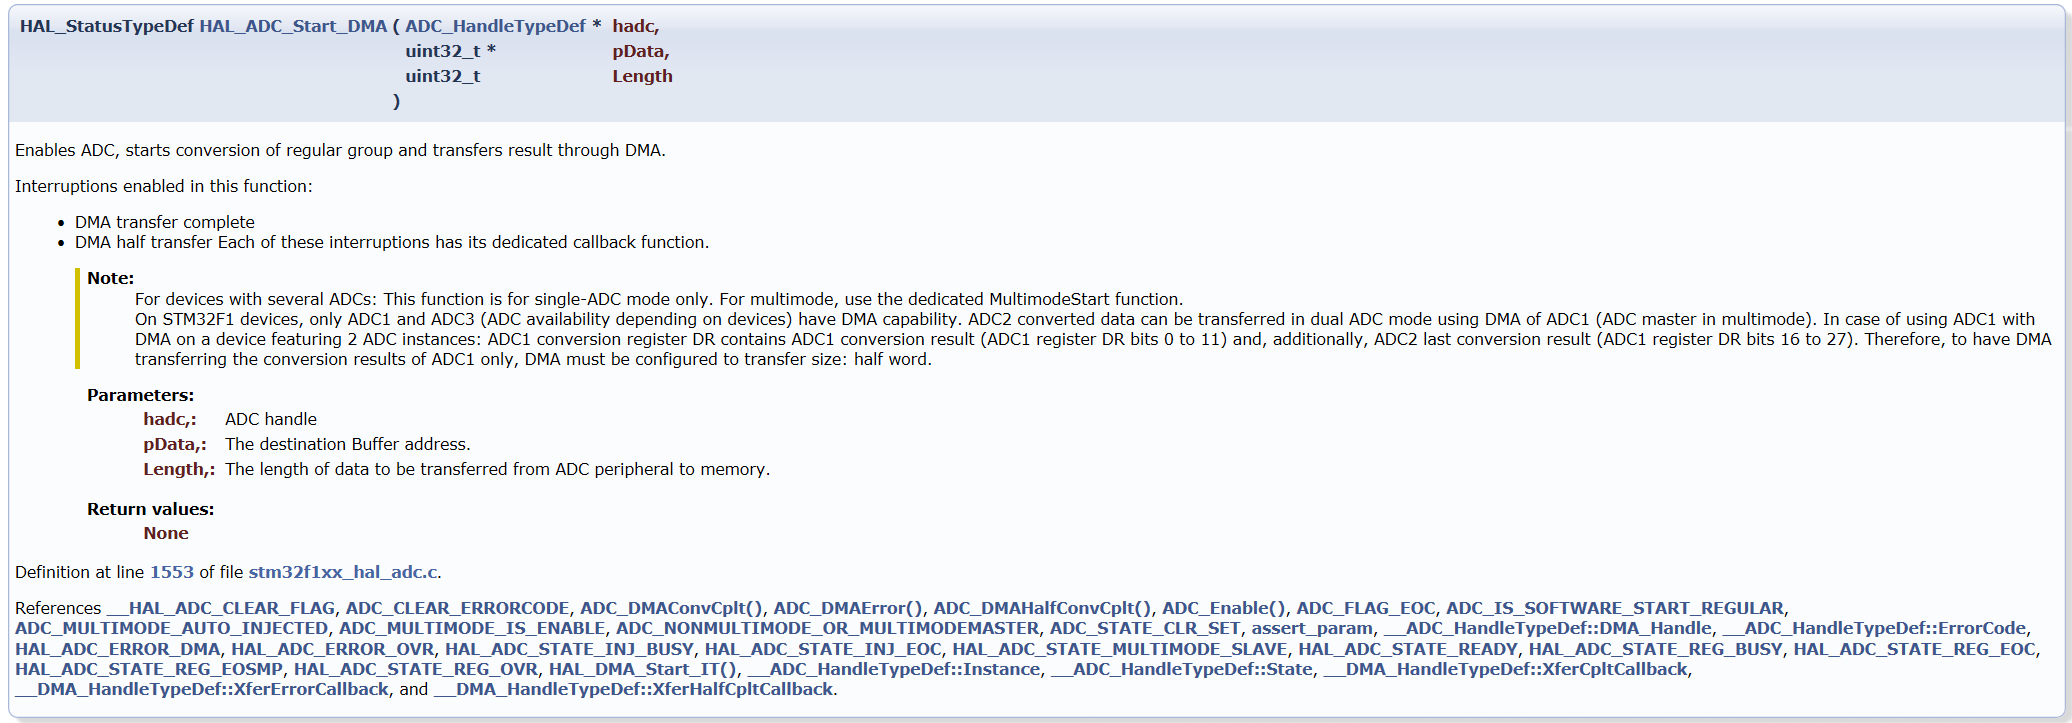 HAL_StatusTypeDef HAL_ADC_Start_DMA ( ADC_HandleTypeDef * hadc,
uint32_t * pData,
uint32_t Length
)
Enables ADC, starts conversion of regular group and transfers result through DMA.
Interruptions enabled in this function:
• DMA transfer complete
• DMA half transfer Each of these interruptions has its dedicated callback function.
Note:
For devices with several ADCs: This function is for single-ADC mode only. For multimode, use the dedicated MultimodeStart function.
On STM32F1 devices, only ADC1 and ADC3 (ADC availability depending on devices) have DMA capability. ADC2 converted data can be transferred in dual ADC mode using DMA of ADC1 (ADC master in multimode). In case of using ADC1 with
DMA on a device featuring 2 ADC instances: ADC1 conversion register DR contains ADC1 conversion result (ADC1 register DR bits 0 to 11) and, additionally, ADC2 last conversion result (ADC1 register DR bits 16 to 27). Therefore, to have DMA
transferring the conversion results of ADC1 only, DMA must be configured to transfer size: half word.
Parameters:
hadc,: ADC handle
pData,: The destination Buffer address.
Length,: The length of data to be transferred from ADC peripheral to memory.
Return values:
None
Definition at line 1553 of file stm32f1xx_hal_adc.c.
References __HAL_ADC_CLEAR_FLAG, ADC_CLEAR_ERRORCODE, ADC_DMAConvCplt(), ADC_DMAError(), ADC_DMAHalfConvCplt(), ADC_Enable(), ADC_FLAG_EOC, ADC_IS_SOFTWARE_START_REGULAR,
ADC_MULTIMODE_AUTO_INJECTED, ADC_MULTIMODE_IS_ENABLE, ADC_NONMULTIMODE_OR_MULTIMODEMASTER, ADC_STATE_CLR_SET, assert_param, __ADC_HandleTypeDef::DMA_Handle, __ADC_HandleTypeDef::ErrorCode,
HAL_ADC_ERROR_DMA, HAL_ADC_ERROR_OVR, HAL_ADC_STATE_INJ_BUSY, HAL_ADC_STATE_INJ_EOC, HAL_ADC_STATE_MULTIMODE_SLAVE, HAL_ADC_STATE_READY, HAL_ADC_STATE_REG_BUSY, HAL_ADC_STATE_REG_EOC,
HAL_ADC_STATE_REG_EOSMP, HAL_ADC_STATE_REG_OVR, HAL_DMA_Start_IT(), __ADC_HandleTypeDef::Instance, __ADC_HandleTypeDef::State, __DMA_HandleTypeDef::XferCpltCallback,
__DMA_HandleTypeDef::XferErrorCallback, and __DMA_HandleTypeDef::XferHalfCpltCallback.